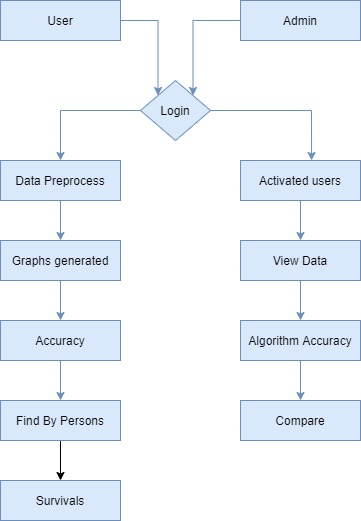 User
Admin
Login
Data Preprocess
Activated users
Graphs generated
View Data
Accuracy
Algorithm Accuracy
Find By Persons
Compare
Survivals